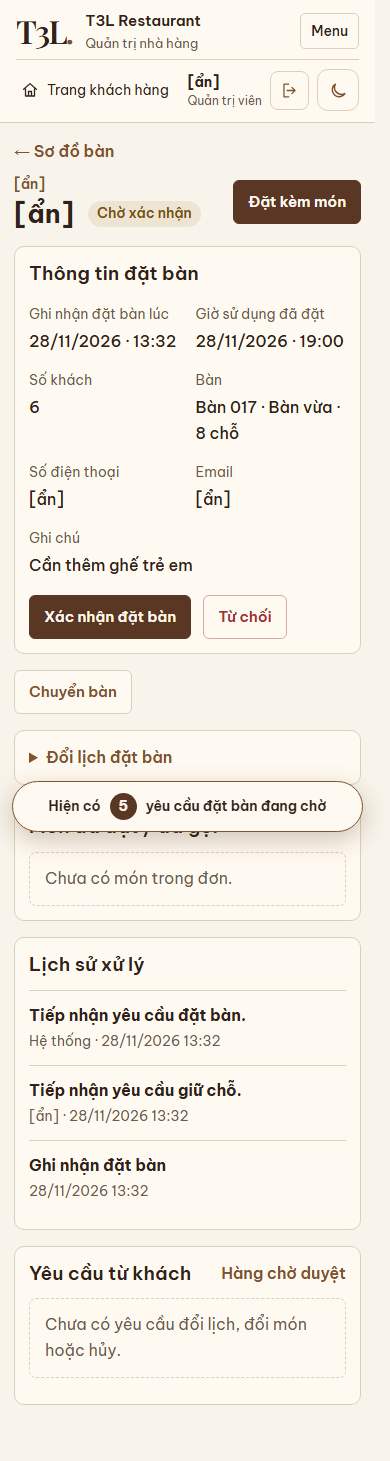 T3L.
T3L Restaurant
Quản trị nhà hàng
Menu
Trang khách hàng
[ẩn]
Quản trị viên
← Sơ đồ bàn
[ẩn]
[ẩn]
Chờ xác nhận
Đặt kèm món
Thông tin đặt bàn
Ghi nhận đặt bàn lúc
Giờ sử dụng đã đặt
28/11/2026 · 13:32
28/11/2026 · 19:00
Số khách
Bàn
6
Bàn 017 · Bàn vừa ·
8 chỗ
Số điện thoại
Email
[ẩn]
[ẩn]
Ghi chú
Cần thêm ghế trẻ em
Xác nhận đặt bàn
Từ chối
Chuyển bàn
Đổi lịch đặt bàn
Hiện có 5 yêu cầu đặt bàn đang chờ
Chưa có món trong đơn.
Lịch sử xử lý
Tiếp nhận yêu cầu đặt bàn.
Hệ thống · 28/11/2026 13:32
Tiếp nhận yêu cầu giữ chỗ.
[ẩn] · 28/11/2026 13:32
Ghi nhận đặt bàn
28/11/2026 13:32
Yêu cầu từ khách
Hàng chờ duyệt
Chưa có yêu cầu đổi lịch, đổi món
hoặc hủy.